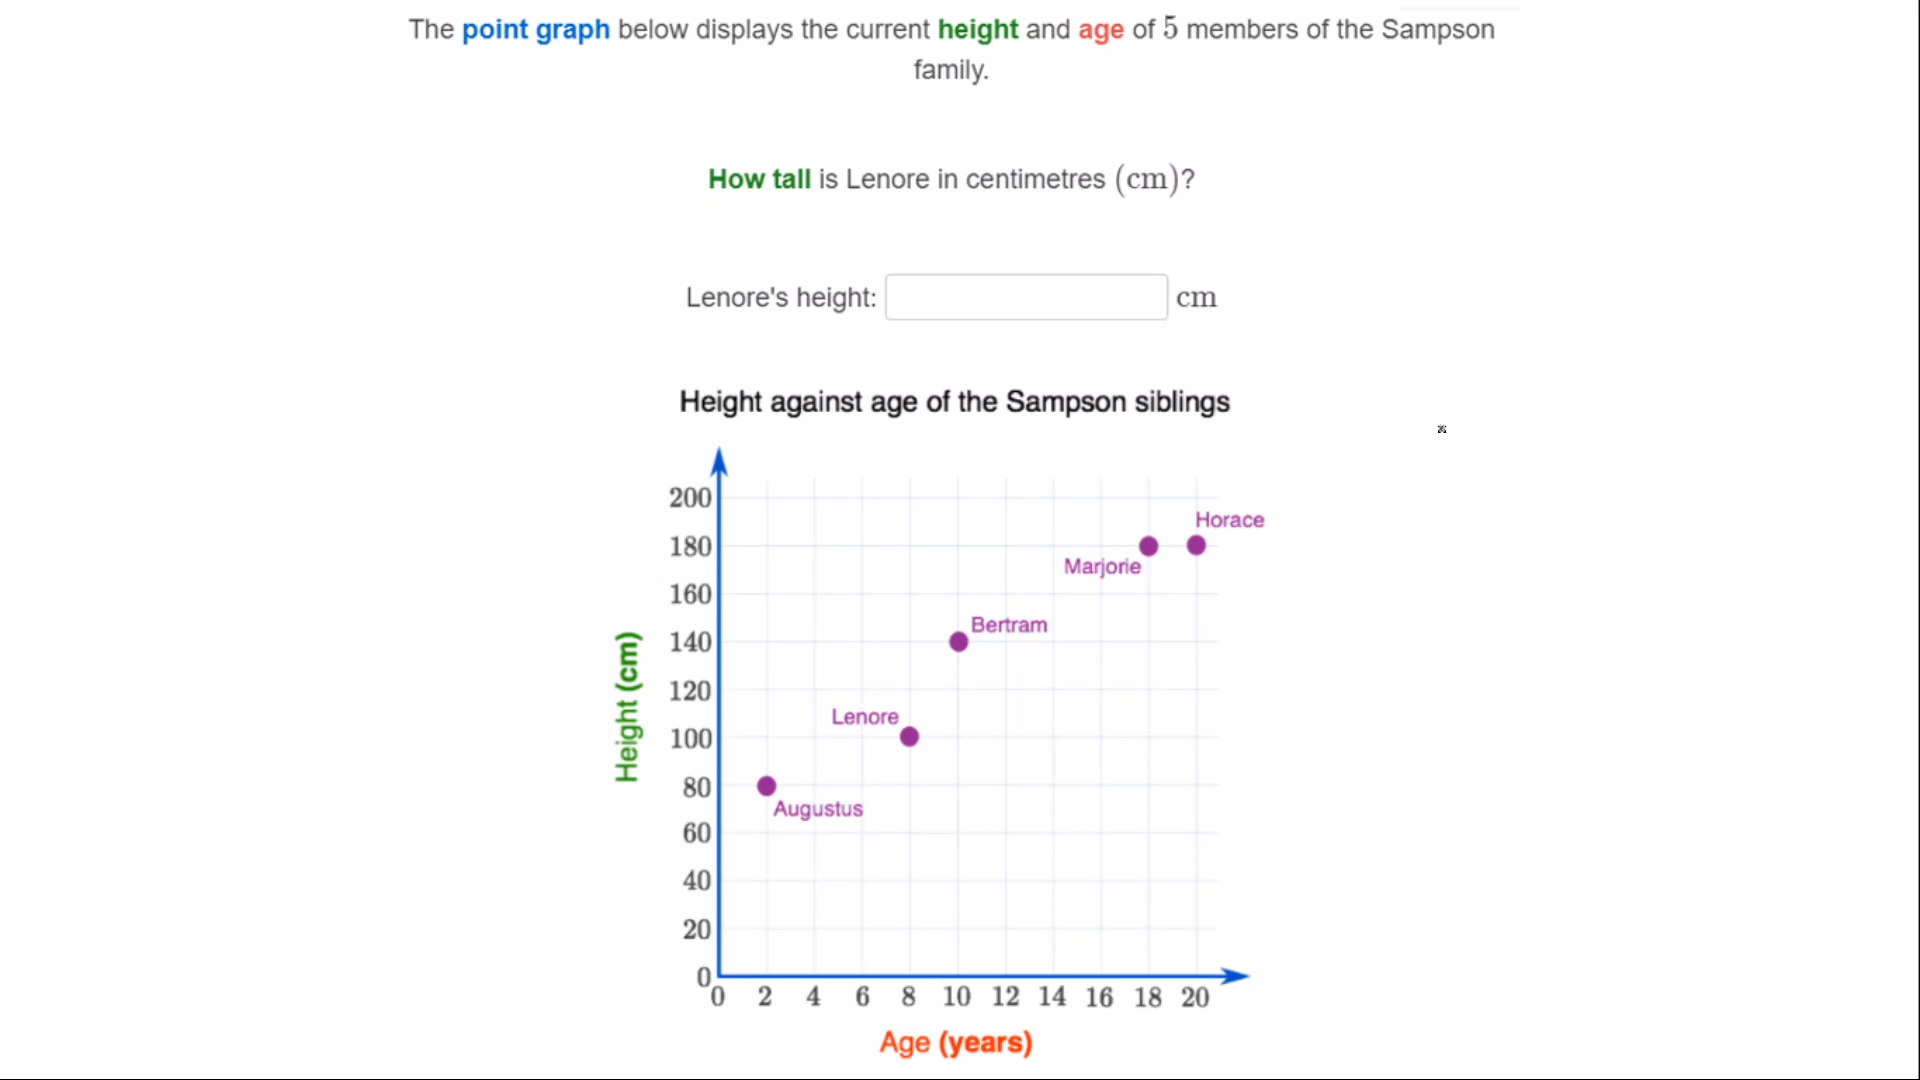 The point graph below displays the current height and age of 5 members of the Sampson
family.
How tall is Lenore in centimetres (cm)?
Lenore's height: cm
Height against age of the Sampson siblings
200
Horace
180
Marjorie
160
Bertram
140
Height (cm)
120
Lenore
100
80
Augustus
60
40
20
0
0 2 4 6 8 10 12 14 16 18 20
Age (years)